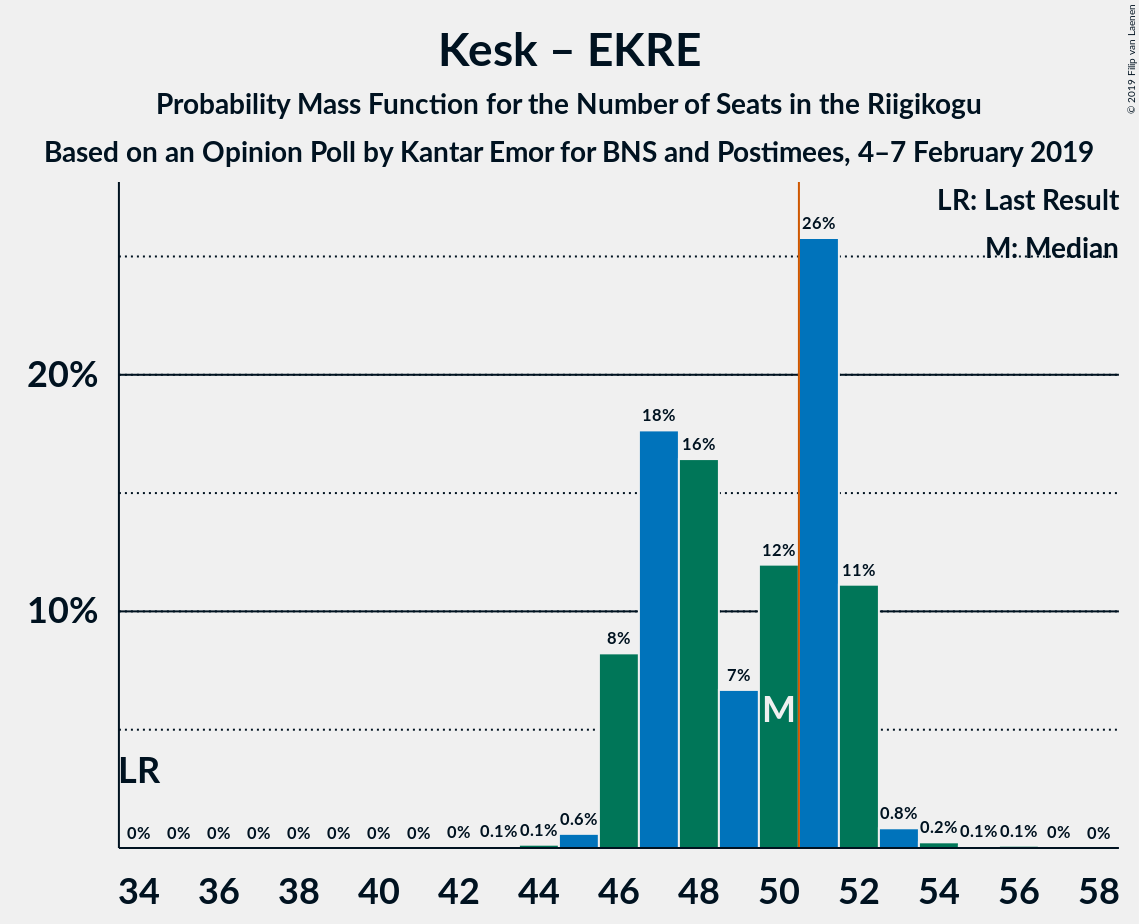 Kesk – EKRE
Probability Mass Function for the Number of Seats in the Riigikogu
Based on an Opinion Poll by Kantar Emor for BNS and Postimees, 4–7 February 2019
© 2019 Filip van Laenen
LR: Last Result
M: Median
26%
20%
18%
16%
12%
11%
10%
8%
7%
M
LR
0% 0% 0% 0% 0% 0% 0% 0% 0% 0.1% 0.1% 0.6% 0.8% 0.2% 0.1% 0.1% 0% 0%
34 36 38 40 42 44 46 48 50 52 54 56 58